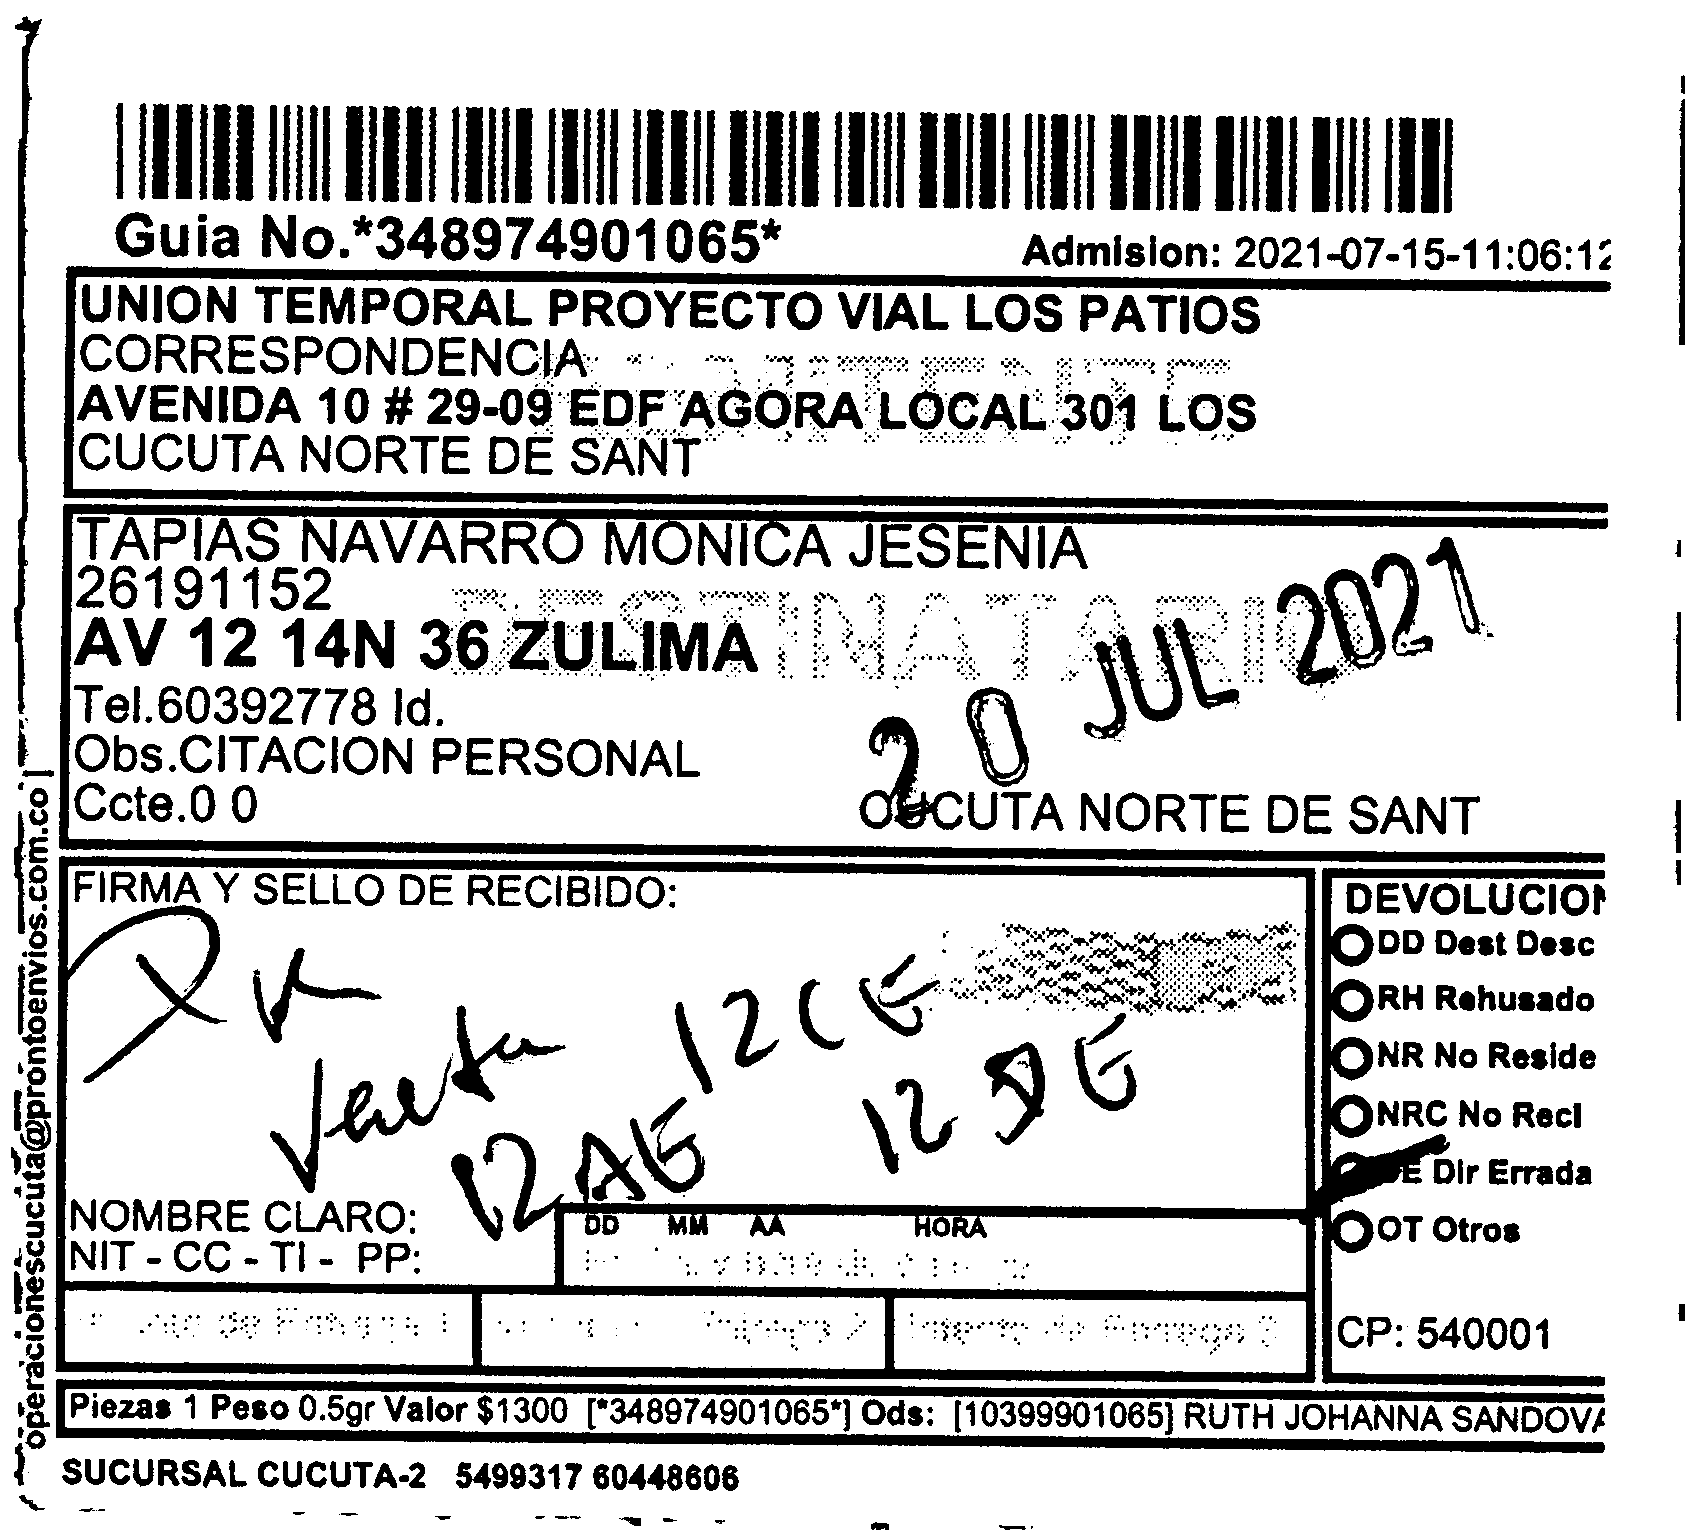 Guia No.*348974901065*
Admision: 2021-07-15-11:06:12
UNION TEMPORAL PROYECTO VIAL LOS PATIOS
CORRESPONDENCIA
AVENIDA 10 # 29-09 EDF AGORA LOCAL 301 LOS
CUCUTA NORTE DE SANT
TAPIAS NAVARRO MONICA JESENIA
26191152
DESTINATARIO
AV 12 14N 36 ZULIMA
20 JUL 2021
Tel.60392778 Id.
Obs.CITACION PERSONAL
Ccte.0 0
CUCUTA NORTE DE SANT
FIRMA Y SELLO DE RECIBIDO:
12CE
12 AE
12 DE
NOMBRE CLARO:
NIT - CC - TI - PP:
DD MM AA HORA
DEVOLUCION
DD Dest Desc
RH Rehusado
NR No Reside
NRC No Reci
DE Dir Errada
OT Otros
CP: 540001
Piezas 1 Peso 0.5gr Valor $1300 [*348974901065*] Ods: [10399901065] RUTH JOHANNA SANDOVA
SUCURSAL CUCUTA-2 5499317 60448606
operacionescucuta@prontoenvios.com.co